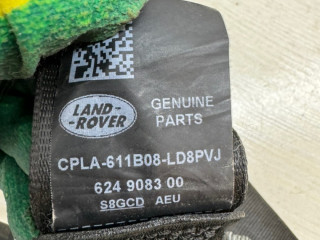 LAND-
ROVER
GENUINE
PARTS
CPLA-611B08-LD8PVJ
624 9083 00
S8GCD AEU